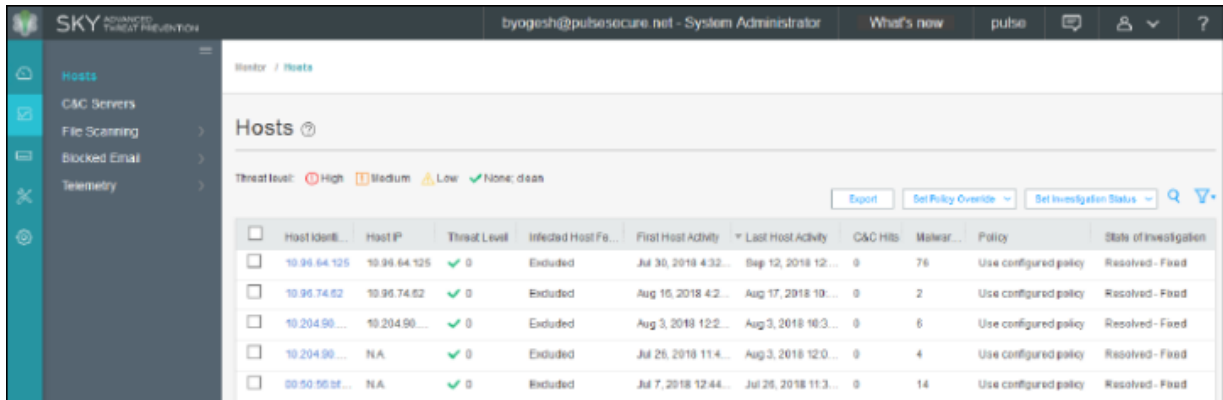 SKY ADVANCED THREAT PREVENTION
byogesh@pulsesecure.net - System Administrator What's new pulse ?
Hosts
C&C Servers
File Scanning
Blocked Email
Telemetry
Monitor / Hosts
Hosts ?
Threat level: High Medium Low None; clean
Export Set Policy Override Set Investigation Status
Host Identi... Host IP Threat Level Infected Host Fe... First Host Activity Last Host Activity C&C Hits Malwar... Policy State of Investigation
10.96.64.125 10.96.64.125 0 Excluded Jul 30, 2018 4:32... Sep 12, 2018 12:... 0 76 Use configured policy Resolved - Fixed
10.96.74.62 10.96.74.62 0 Excluded Aug 16, 2018 4:2... Aug 17, 2018 10:... 0 2 Use configured policy Resolved - Fixed
10.204.90.... 10.204.90.... 0 Excluded Aug 3, 2018 12:2... Aug 3, 2018 10:3... 0 6 Use configured policy Resolved - Fixed
10.204.90.... N.A. 0 Excluded Jul 26, 2018 11:4... Aug 3, 2018 12:0... 0 4 Use configured policy Resolved - Fixed
00:50:56:bf... N.A. 0 Excluded Jul 7, 2018 12:44... Jul 26, 2018 11:3... 0 14 Use configured policy Resolved - Fixed